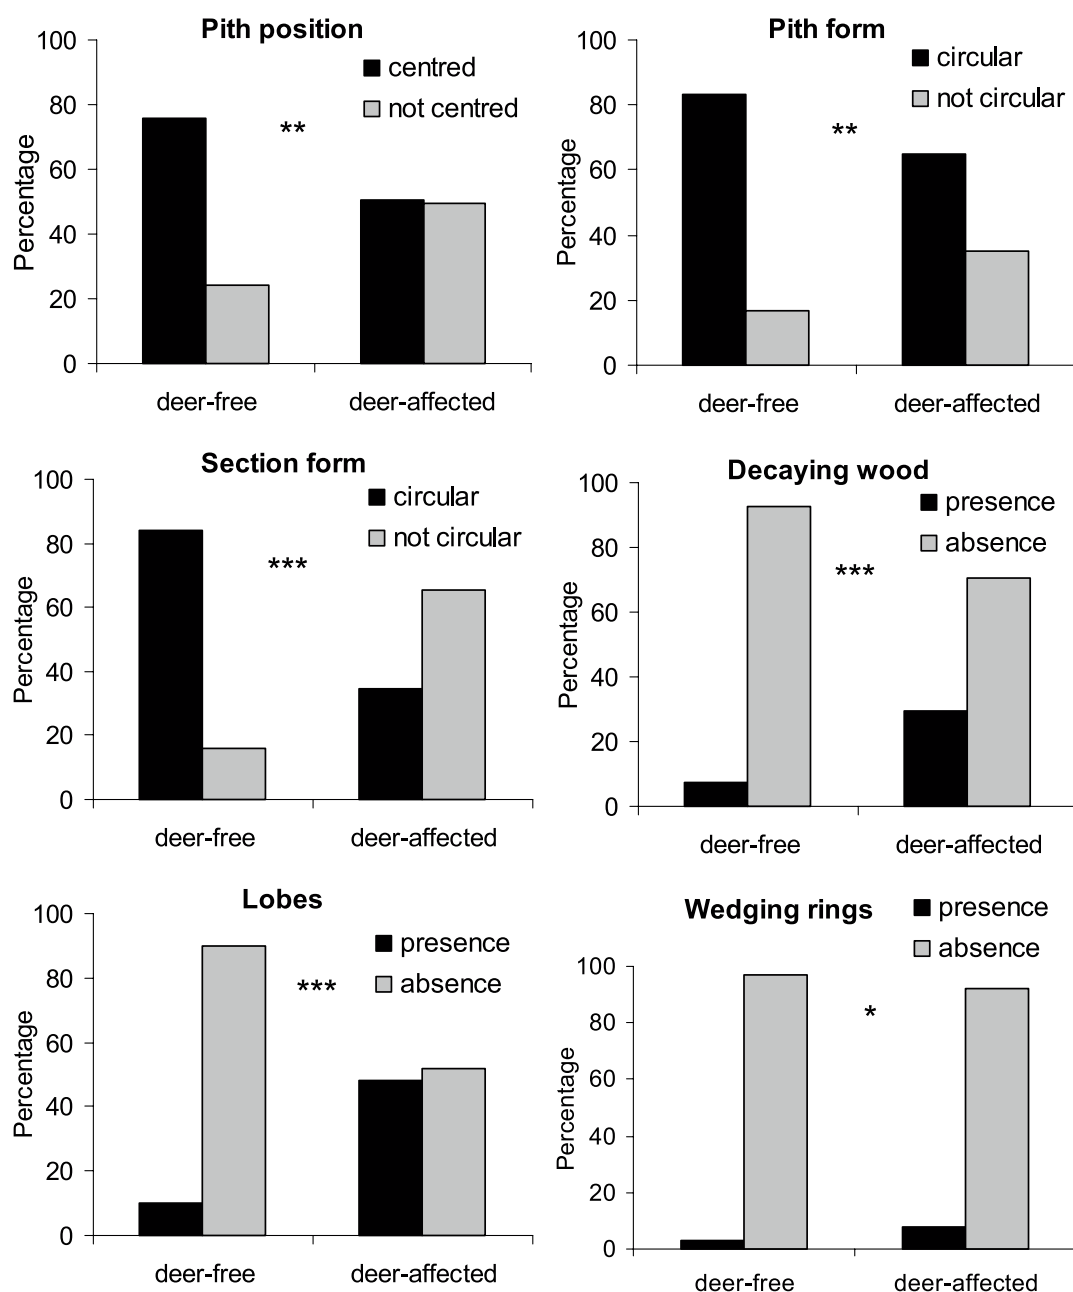 Pith position
100
80
60
40
20
0
Percentage
centred
not centred
**
deer-free deer-affected
Pith form
100
80
60
40
20
0
Percentage
circular
not circular
**
deer-free deer-affected
Section form
100
80
60
40
20
0
Percentage
circular
not circular
***
deer-free deer-affected
Decaying wood
100
80
60
40
20
0
Percentage
presence
absence
***
deer-free deer-affected
Lobes
100
80
60
40
20
0
Percentage
presence
absence
***
deer-free deer-affected
Wedging rings
100
80
60
40
20
0
Percentage
presence
absence
*
deer-free deer-affected